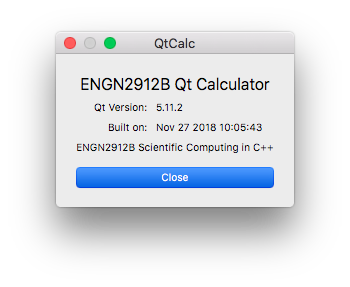 QtCalc
ENGN2912B Qt Calculator
Qt Version: 5.11.2
Built on: Nov 27 2018 10:05:43
ENGN2912B Scientific Computing in C++
Close